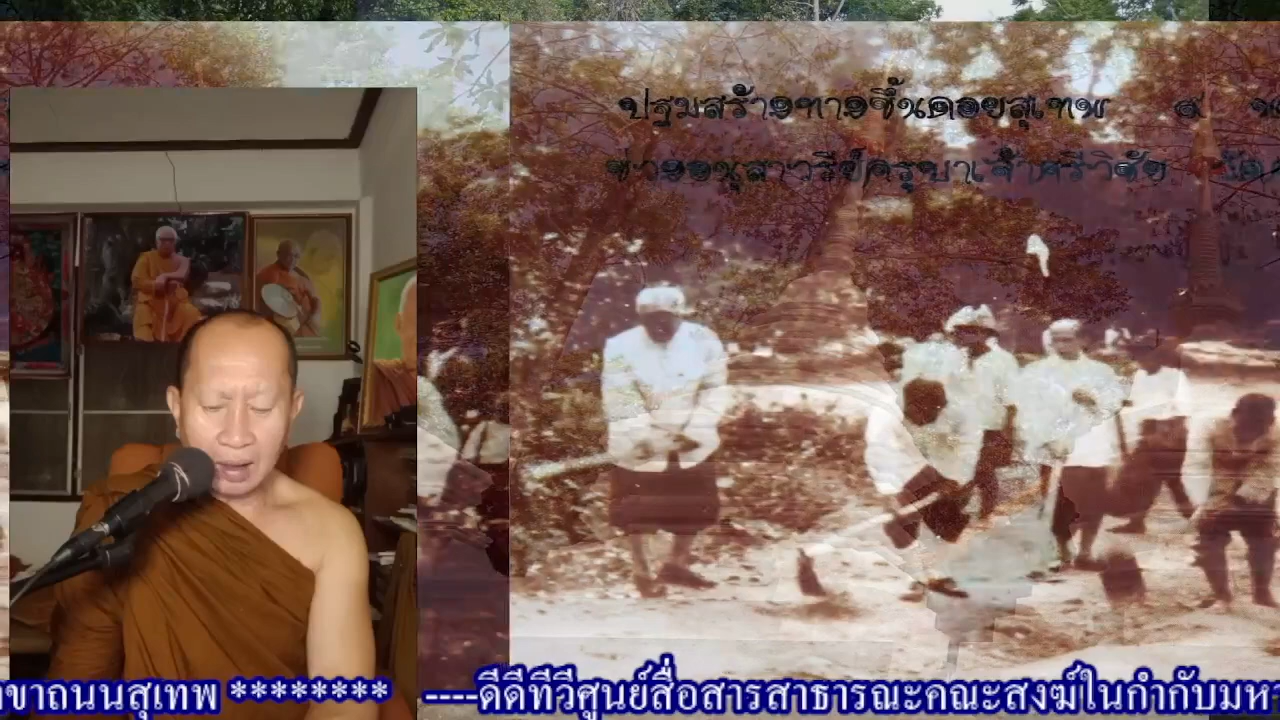 ปฐมสร้างทางขึ้นดอยสุเทพ ๙
ข่วงอนุสาวรีย์ครูบาเจ้าศรีวิชัย
ขาถนนสุเทพ ******** ----ดีดีทีวีศูนย์สื่อสารสาธารณะคณะสงฆ์ในกำกับมหา